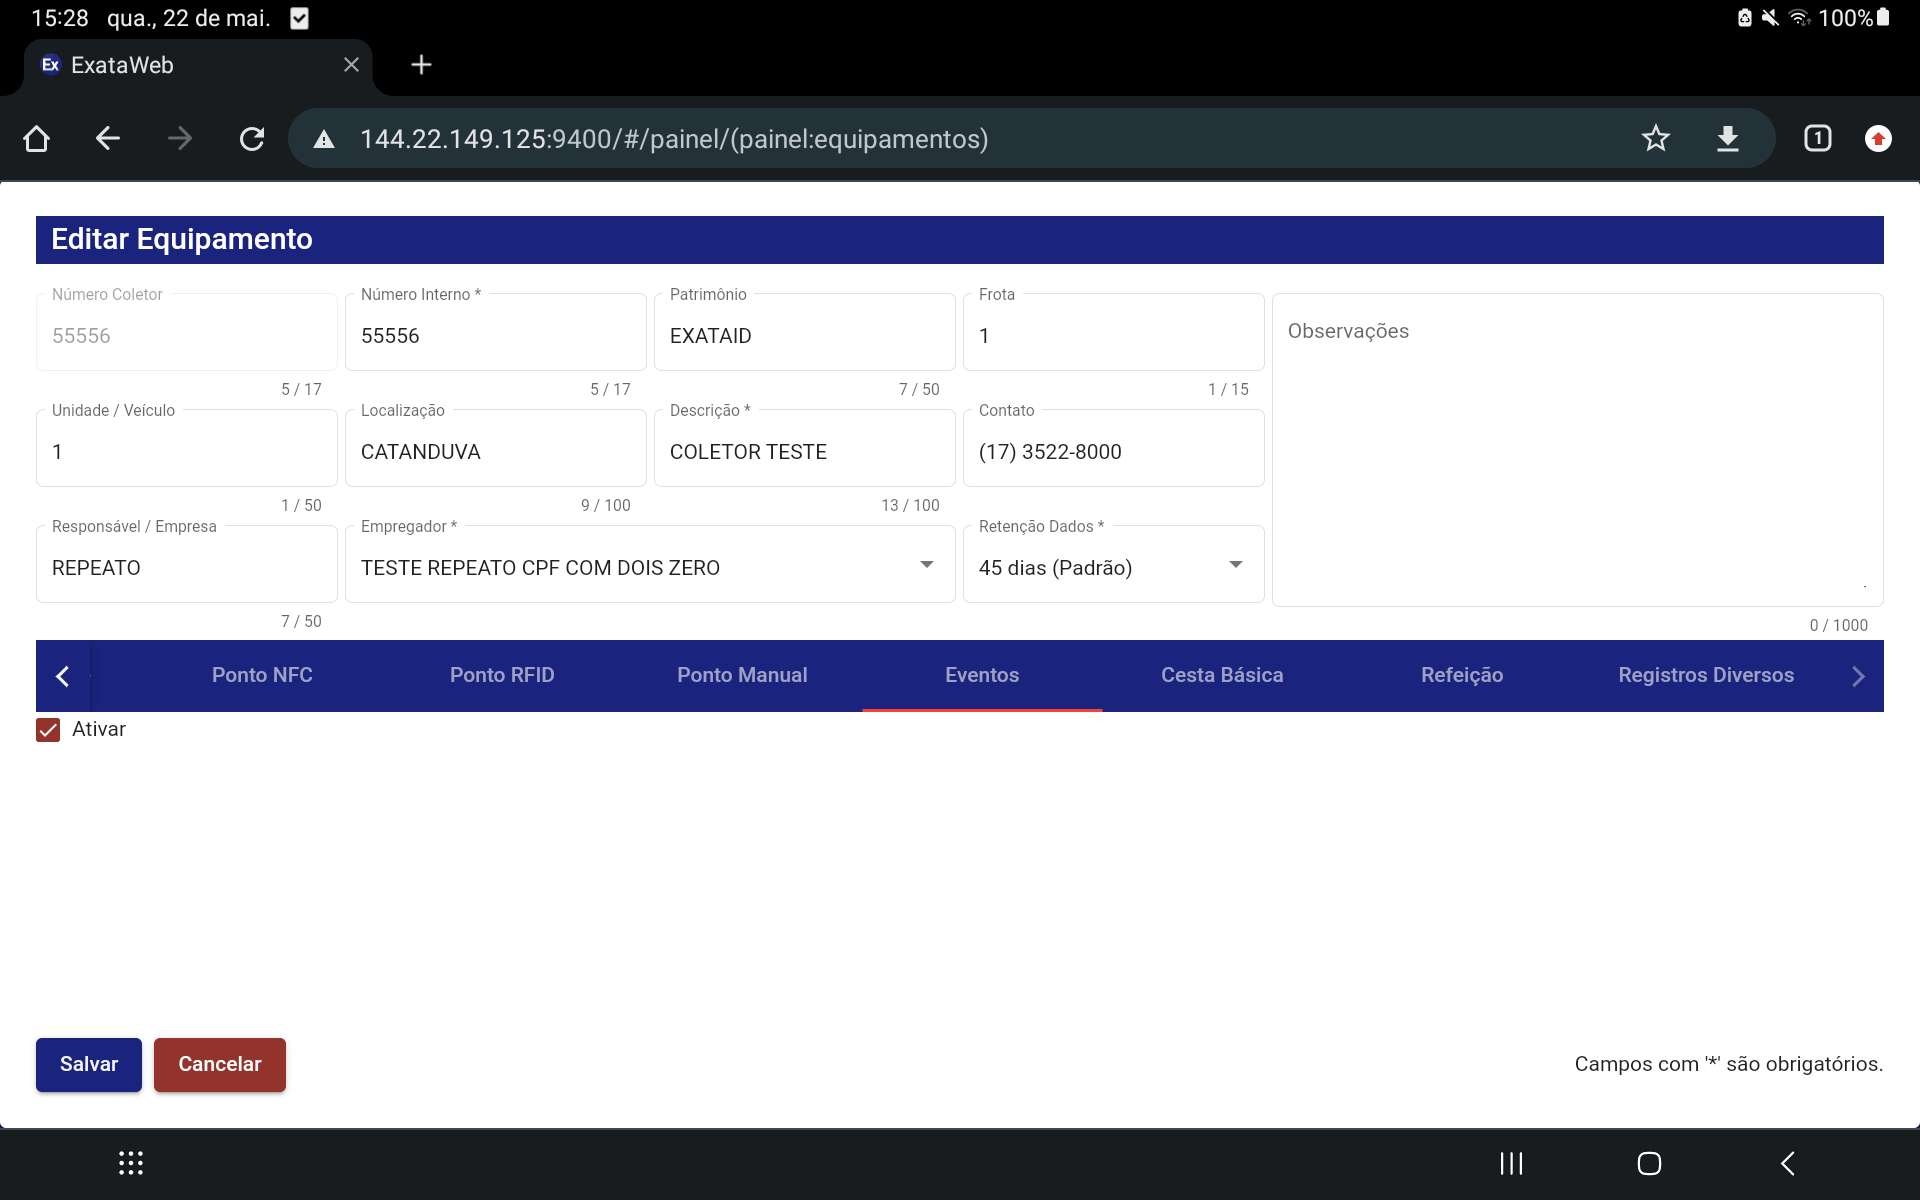 15:28 qua., 22 de mai.
100%
Ex ExataWeb
144.22.149.125:9400/#/painel/(painel:equipamentos)
1
Editar Equipamento
Número Coletor
55556
5 / 17
Número Interno *
55556
5 / 17
Patrimônio
EXATAID
7 / 50
Frota
1
1 / 15
Observações
0 / 1000
Unidade / Veículo
1
1 / 50
Localização
CATANDUVA
9 / 100
Descrição *
COLETOR TESTE
13 / 100
Contato
(17) 3522-8000
Responsável / Empresa
REPEATO
7 / 50
Empregador *
TESTE REPEATO CPF COM DOIS ZERO
Retenção Dados *
45 dias (Padrão)
Ponto NFC
Ponto RFID
Ponto Manual
Eventos
Cesta Básica
Refeição
Registros Diversos
Ativar
Salvar
Cancelar
Campos com '*' são obrigatórios.